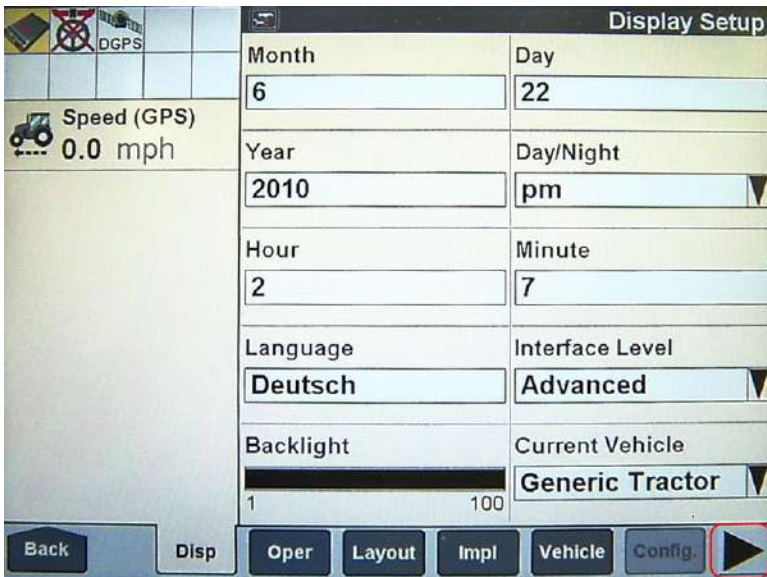 DGPS
Display Setup
Speed (GPS)
0.0 mph
Month
Day
6
22
Year
Day/Night
2010
pm
Hour
Minute
2
7
Language
Interface Level
Deutsch
Advanced
Backlight
Current Vehicle
1 100
Generic Tractor
Back
Disp
Oper
Layout
Impl
Vehicle
Config.